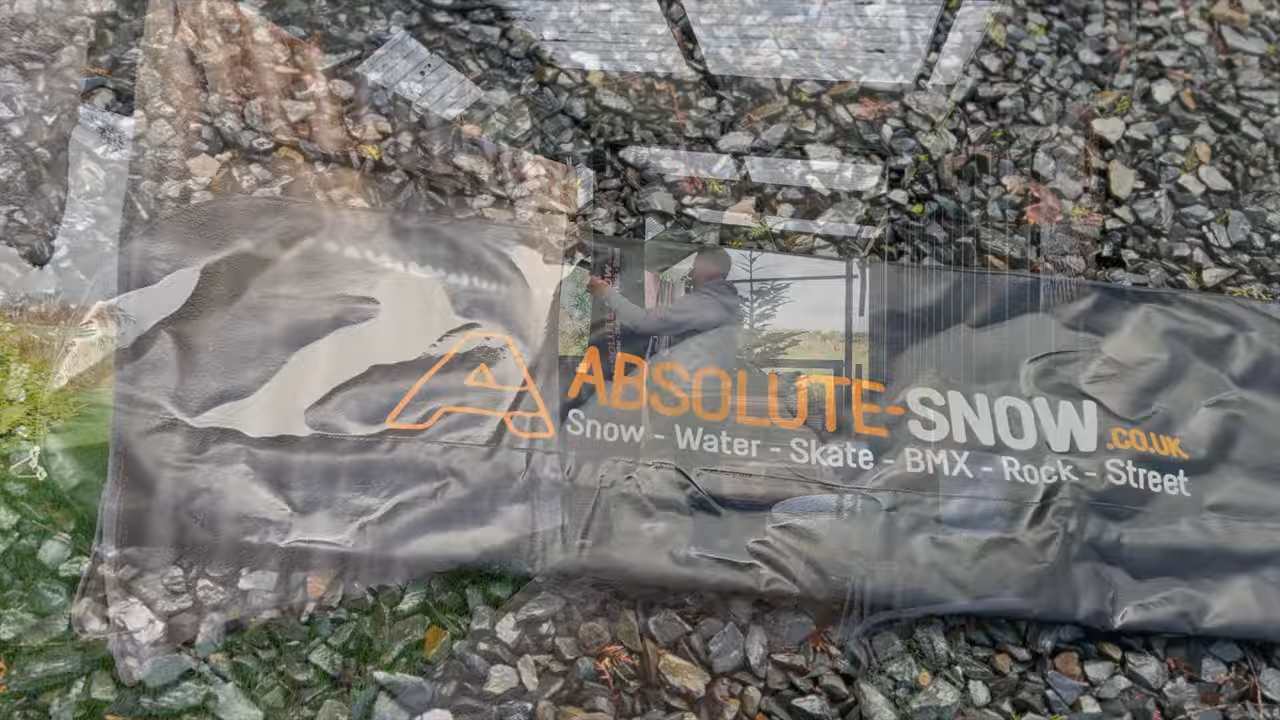 ABSOLUTE-SNOW.CO.UK
Snow - Water - Skate - BMX - Rock - Street